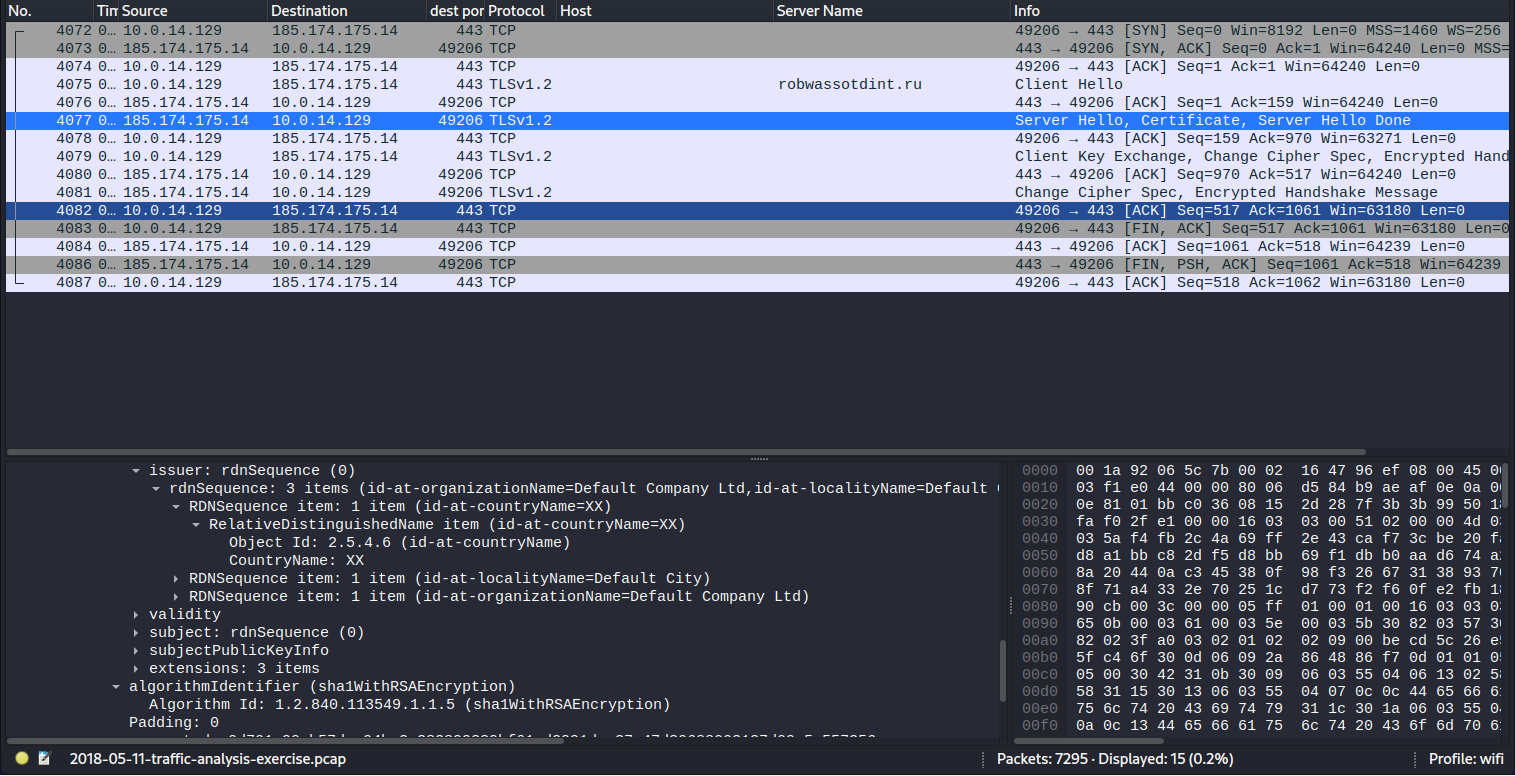 No. Tim Source Destination dest por Protocol Host Server Name Info
4072 0… 10.0.14.129 185.174.175.14 443 TCP 49206 → 443 [SYN] Seq=0 Win=8192 Len=0 MSS=1460 WS=256
4073 0… 185.174.175.14 10.0.14.129 49206 TCP 443 → 49206 [SYN, ACK] Seq=0 Ack=1 Win=64240 Len=0 MSS=
4074 0… 10.0.14.129 185.174.175.14 443 TCP 49206 → 443 [ACK] Seq=1 Ack=1 Win=64240 Len=0
4075 0… 10.0.14.129 185.174.175.14 443 TLSv1.2 robwassotdint.ru Client Hello
4076 0… 185.174.175.14 10.0.14.129 49206 TCP 443 → 49206 [ACK] Seq=1 Ack=159 Win=64240 Len=0
4077 0… 185.174.175.14 10.0.14.129 49206 TLSv1.2 Server Hello, Certificate, Server Hello Done
4078 0… 10.0.14.129 185.174.175.14 443 TCP 49206 → 443 [ACK] Seq=159 Ack=970 Win=63271 Len=0
4079 0… 10.0.14.129 185.174.175.14 443 TLSv1.2 Client Key Exchange, Change Cipher Spec, Encrypted Hand
4080 0… 185.174.175.14 10.0.14.129 49206 TCP 443 → 49206 [ACK] Seq=970 Ack=517 Win=64240 Len=0
4081 0… 185.174.175.14 10.0.14.129 49206 TLSv1.2 Change Cipher Spec, Encrypted Handshake Message
4082 0… 10.0.14.129 185.174.175.14 443 TCP 49206 → 443 [ACK] Seq=517 Ack=1061 Win=63180 Len=0
4083 0… 10.0.14.129 185.174.175.14 443 TCP 49206 → 443 [FIN, ACK] Seq=517 Ack=1061 Win=63180 Len=0
4084 0… 185.174.175.14 10.0.14.129 49206 TCP 443 → 49206 [ACK] Seq=1061 Ack=518 Win=64239 Len=0
4086 0… 185.174.175.14 10.0.14.129 49206 TCP 443 → 49206 [FIN, PSH, ACK] Seq=1061 Ack=518 Win=64239
4087 0… 10.0.14.129 185.174.175.14 443 TCP 49206 → 443 [ACK] Seq=518 Ack=1062 Win=63180 Len=0
issuer: rdnSequence (0)
rdnSequence: 3 items (id-at-organizationName=Default Company Ltd,id-at-localityName=Default
RDNSequence item: 1 item (id-at-countryName=XX)
RelativeDistinguishedName item (id-at-countryName=XX)
Object Id: 2.5.4.6 (id-at-countryName)
CountryName: XX
RDNSequence item: 1 item (id-at-localityName=Default City)
RDNSequence item: 1 item (id-at-organizationName=Default Company Ltd)
validity
subject: rdnSequence (0)
subjectPublicKeyInfo
extensions: 3 items
algorithmIdentifier (sha1WithRSAEncryption)
Algorithm Id: 1.2.840.113549.1.1.5 (sha1WithRSAEncryption)
Padding: 0
0000 00 1a 92 06 5c 7b 00 02 16 47 96 ef 08 00 45
0010 03 f1 e0 44 00 00 80 06 d5 84 b9 ae af 0e 0a
0020 0e 81 01 bb c0 36 08 15 2d 28 7f 3b 3b 99 50
0030 fa f0 2f e1 00 00 16 03 03 00 51 02 00 00 4d
0040 03 5a f4 fb 2c 4a 69 ff 2e 43 ca f7 3c be 20
0050 d8 a1 bb c8 2d f5 d8 bb 69 f1 db b0 aa d6 74
0060 8a 20 44 0a c3 45 38 0f 98 f3 26 67 31 38 93
0070 8f 71 a4 33 2e 70 25 1c d7 73 f2 f6 0f e2 fb
0080 90 cb 00 3c 00 00 05 ff 01 00 01 00 16 03 03
0090 65 0b 00 03 61 00 03 5e 00 03 5b 30 82 03 57
00a0 82 02 3f a0 03 02 01 02 02 09 00 be cd 5c 26
00b0 5f c4 6f 30 0d 06 09 2a 86 48 86 f7 0d 01 01
00c0 05 00 30 42 31 0b 30 09 06 03 55 04 06 13 02
00d0 58 31 15 30 13 06 03 55 04 07 0c 0c 44 65 66
00e0 75 6c 74 20 43 69 74 79 31 1c 30 1a 06 03 55
00f0 0a 0c 13 44 65 66 61 75 6c 74 20 43 6f 6d 70
2018-05-11-traffic-analysis-exercise.pcap Packets: 7295 · Displayed: 15 (0.2%) Profile: wifi